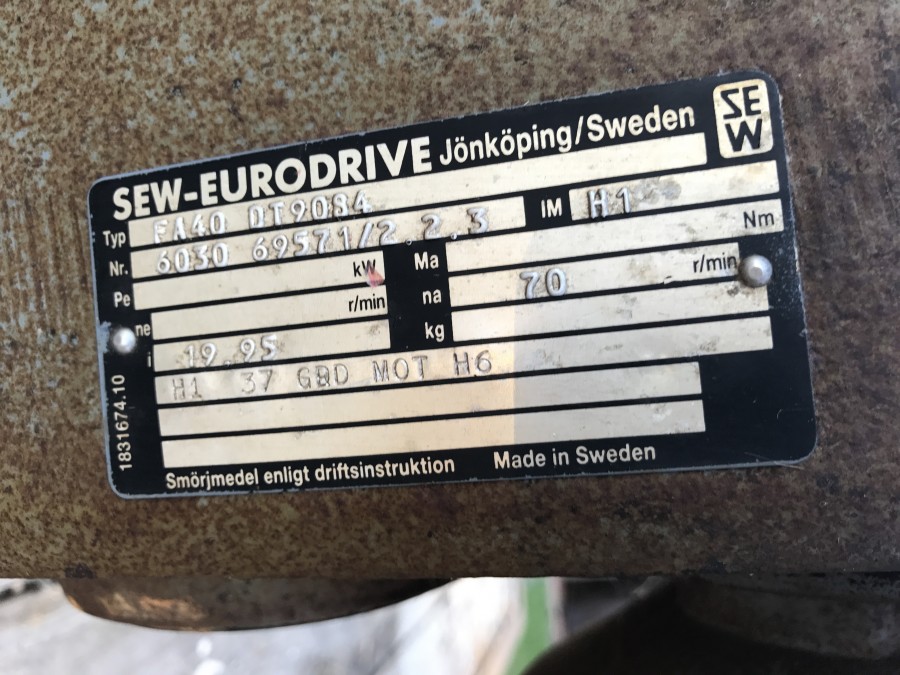 SEW-EURODRIVE Jönköping/Sweden SEW
Typ FA40 DT90S4
Nr. 6030 69571/2.2.3 IM H1
Pe kW Ma Nm
ne r/min na 70 r/min
i 19.95 kg
H1 37 GBD MOT H6
1831674.10
Smörjmedel enligt driftsinstruktion Made in Sweden